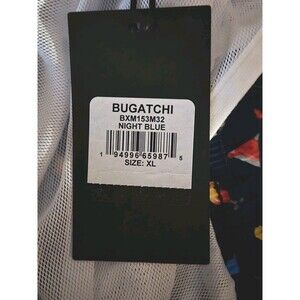 BUGATCHI
BXM153M32
NIGHT BLUE
1 94996 65987 5
SIZE: XL